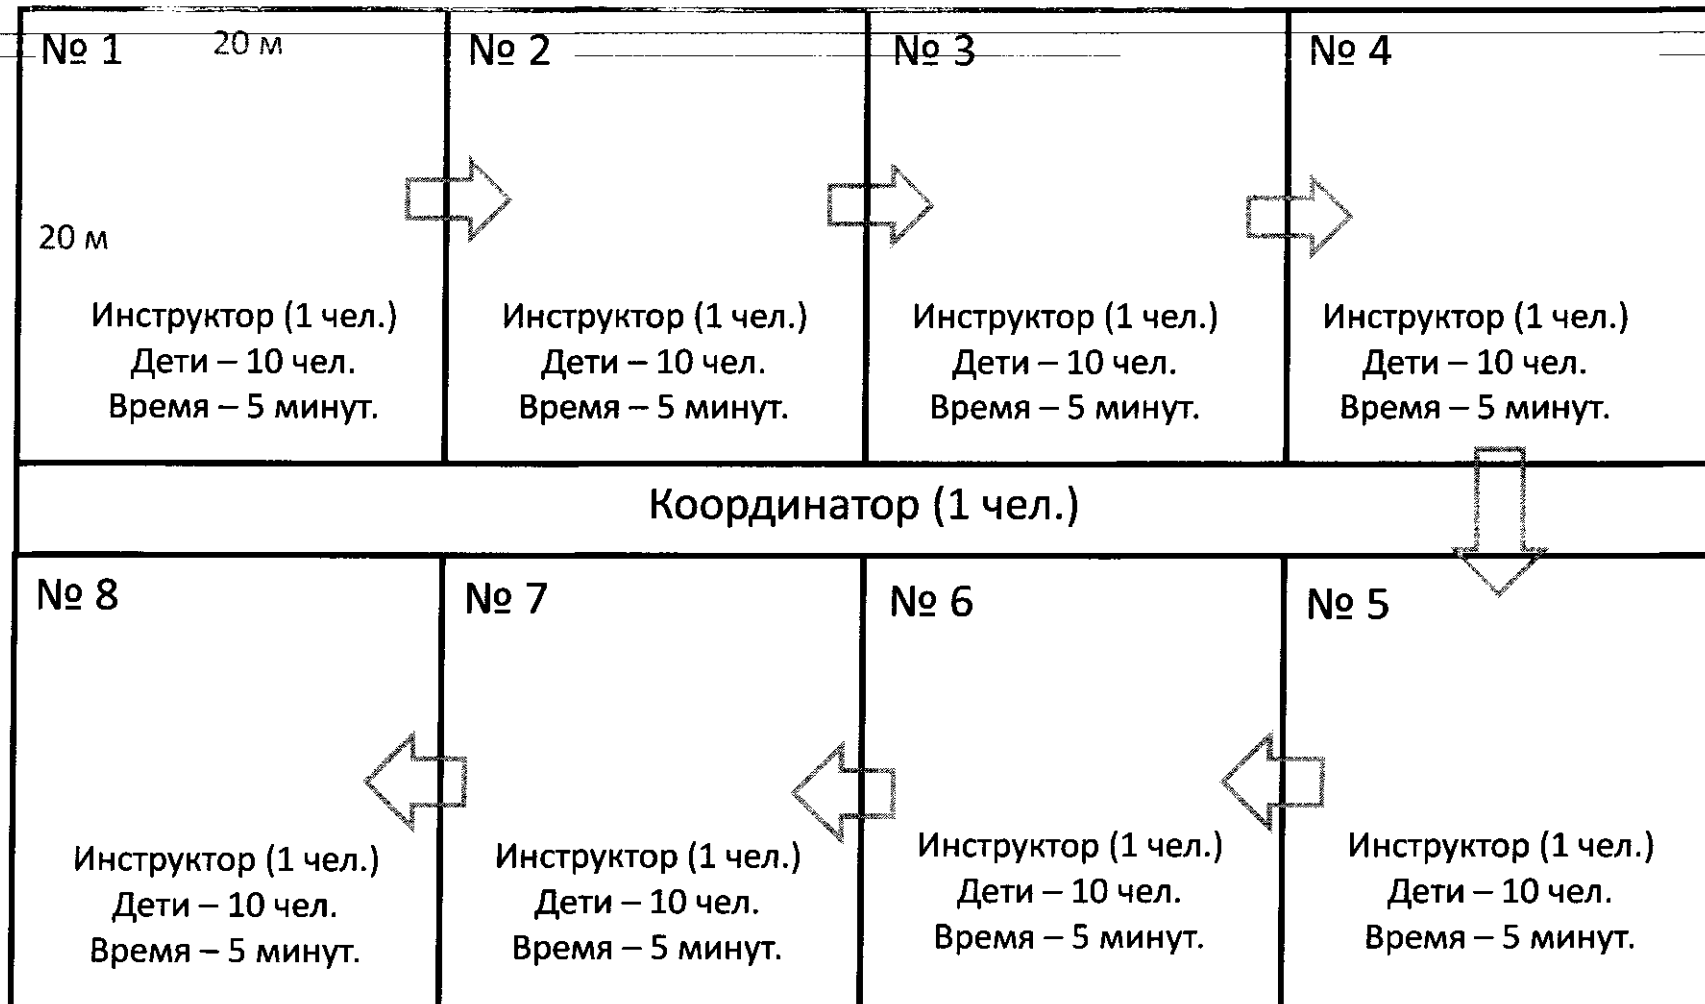 № 1
20 м
20 м
Инструктор (1 чел.)
Дети – 10 чел.
Время – 5 минут.
№ 2
Инструктор (1 чел.)
Дети – 10 чел.
Время – 5 минут.
№ 3
Инструктор (1 чел.)
Дети – 10 чел.
Время – 5 минут.
№ 4
Инструктор (1 чел.)
Дети – 10 чел.
Время – 5 минут.
Координатор (1 чел.)
№ 8
Инструктор (1 чел.)
Дети – 10 чел.
Время – 5 минут.
№ 7
Инструктор (1 чел.)
Дети – 10 чел.
Время – 5 минут.
№ 6
Инструктор (1 чел.)
Дети – 10 чел.
Время – 5 минут.
№ 5
Инструктор (1 чел.)
Дети – 10 чел.
Время – 5 минут.